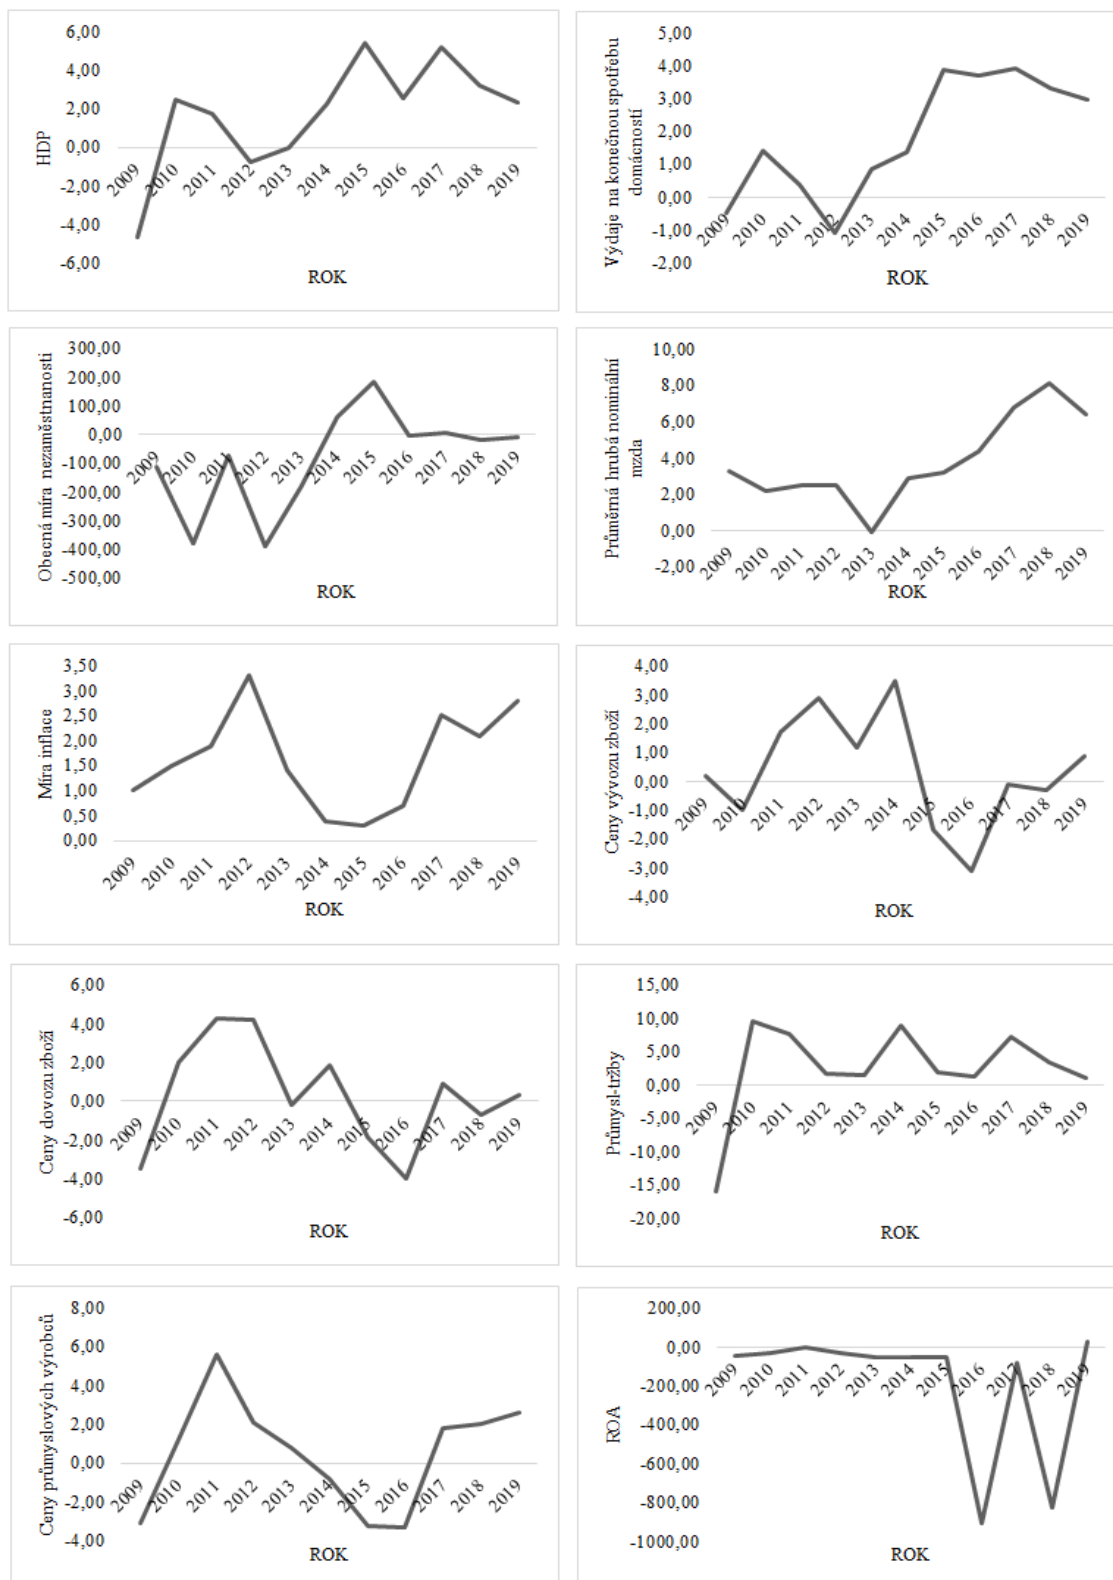 HDP
6,00
4,00
2,00
0,00
-2,00
-4,00
-6,00
2009 2010 2011 2012 2013 2014 2015 2016 2017 2018 2019
ROK
Výdaje na konečnou spotřebu
domácností
5,00
4,00
3,00
2,00
1,00
0,00
-1,00
-2,00
2009 2010 2011 2012 2013 2014 2015 2016 2017 2018 2019
ROK
Obecná míra nezaměstnanosti
300,00
200,00
100,00
0,00
-100,00
-200,00
-300,00
-400,00
-500,00
2009 2010 2011 2012 2013 2014 2015 2016 2017 2018 2019
ROK
Průměrná hrubá nominální
mzda
10,00
8,00
6,00
4,00
2,00
0,00
-2,00
2009 2010 2011 2012 2013 2014 2015 2016 2017 2018 2019
ROK
Míra inflace
3,50
3,00
2,50
2,00
1,50
1,00
0,50
0,00
2009 2010 2011 2012 2013 2014 2015 2016 2017 2018 2019
ROK
Ceny vývozu zboží
4,00
3,00
2,00
1,00
0,00
-1,00
-2,00
-3,00
-4,00
2009 2010 2011 2012 2013 2014 2015 2016 2017 2018 2019
ROK
Ceny dovozu zboží
6,00
4,00
2,00
0,00
-2,00
-4,00
-6,00
2009 2010 2011 2012 2013 2014 2015 2016 2017 2018 2019
ROK
Průmysl-tržby
15,00
10,00
5,00
0,00
-5,00
-10,00
-15,00
-20,00
2009 2010 2011 2012 2013 2014 2015 2016 2017 2018 2019
ROK
Ceny průmyslových výrobců
8,00
6,00
4,00
2,00
0,00
-2,00
-4,00
2009 2010 2011 2012 2013 2014 2015 2016 2017 2018 2019
ROK
ROA
200,00
0,00
-200,00
-400,00
-600,00
-800,00
-1000,00
2009 2010 2011 2012 2013 2014 2015 2016 2017 2018 2019
ROK